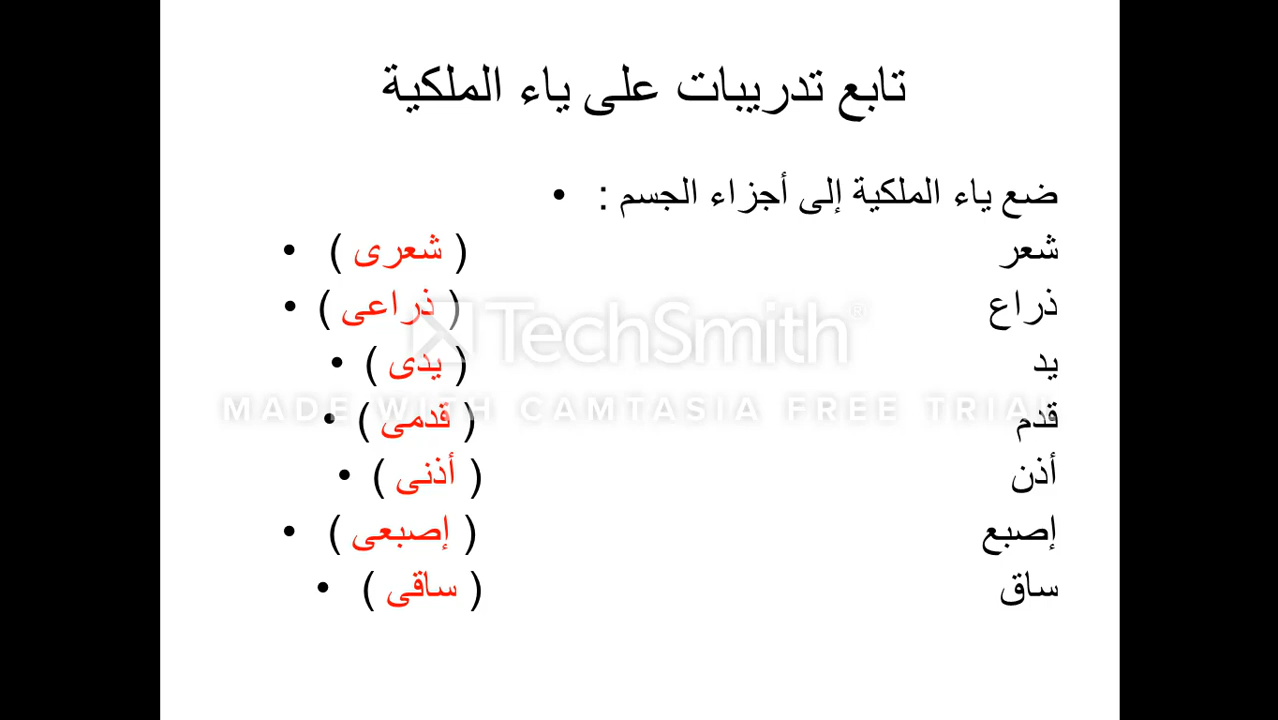 تابع تدريبات على ياء الملكية
ضع ياء الملكية إلى أجزاء الجسم : •
شعر ( شعرى ) •
ذراع ( ذراعى ) •
يد ( يدى ) •
قدم ( قدمى ) •
أذن ( أذنى ) •
إصبع ( إصبعى ) •
ساق ( ساقى ) •
TechSmith®
MADE WITH CAMTASIA FREE TRIAL